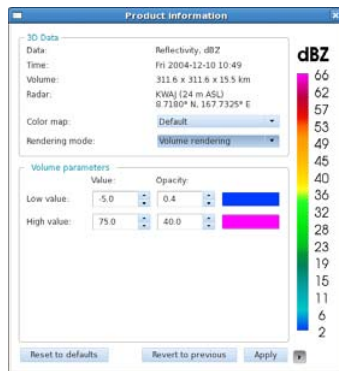 Product information
3D Data
Data: Reflectivity, dBZ
Time: Fri 2004-12-10 10:49
Volume: 311.6 x 311.6 x 15.5 km
Radar: KWAJ (24 m ASL)
8.7180° N, 167.7325° E
Color map: Default
Rendering mode: Volume rendering
Volume parameters
Value: Opacity:
Low value: -5.0 0.4
High value: 75.0 40.0
Reset to defaults Revert to previous Apply
dBZ
66
62
57
53
49
45
40
36
32
28
23
19
15
11
6
2